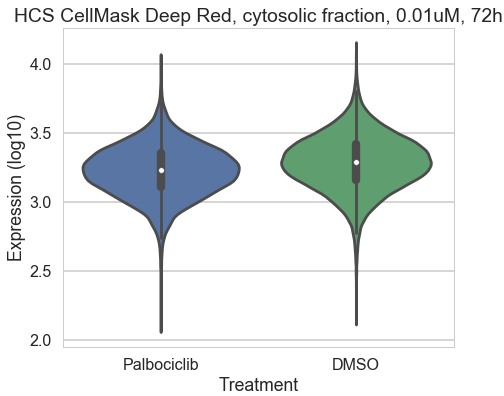 HCS CellMask Deep Red, cytosolic fraction, 0.01uM, 72h
4.0
3.5
3.0
2.5
2.0
Expression (log10)
Palbociclib
DMSO
Treatment